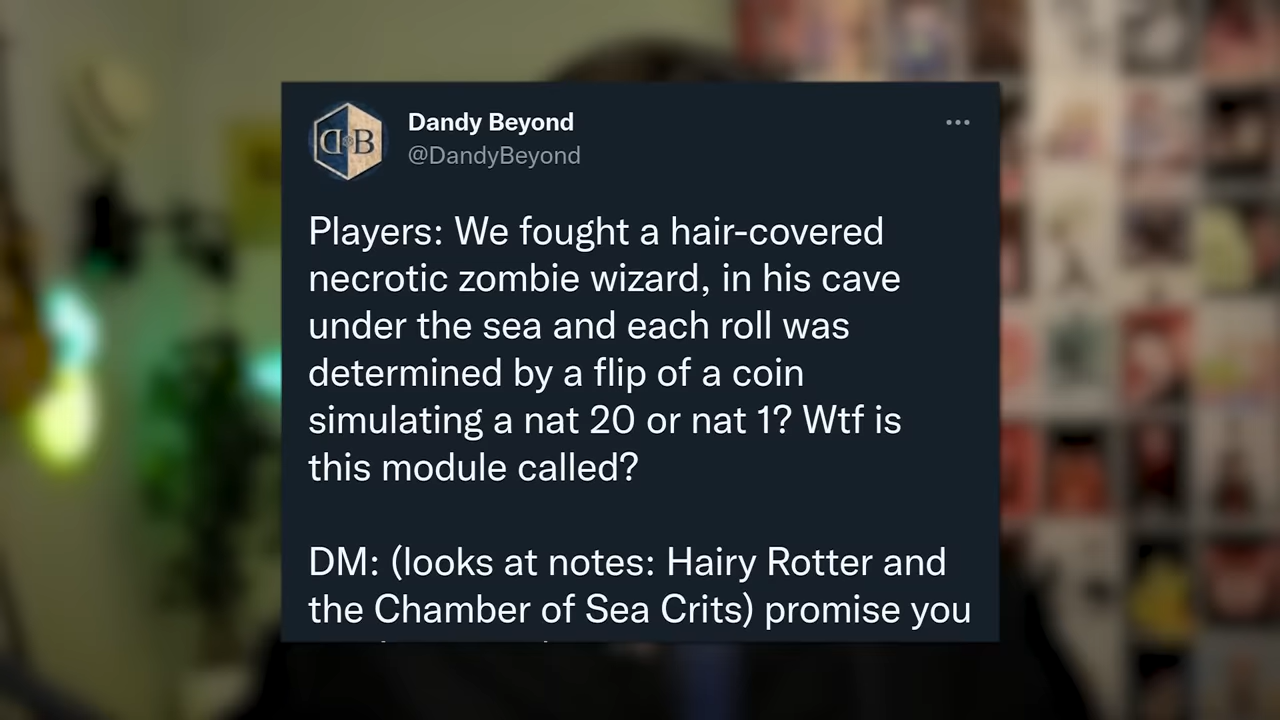 Dandy Beyond
@DandyBeyond
Players: We fought a hair-covered
necrotic zombie wizard, in his cave
under the sea and each roll was
determined by a flip of a coin
simulating a nat 20 or nat 1? Wtf is
this module called?
DM: (looks at notes: Hairy Rotter and
the Chamber of Sea Crits) promise you